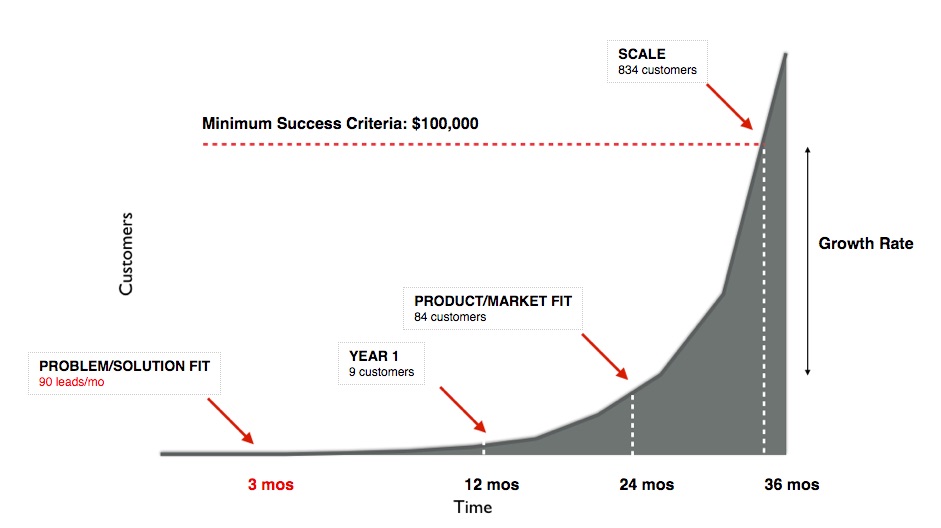 SCALE
834 customers
Minimum Success Criteria: $100,000
Customers
Growth Rate
PRODUCT/MARKET FIT
84 customers
YEAR 1
9 customers
PROBLEM/SOLUTION FIT
90 leads/mo
3 mos
12 mos
24 mos
36 mos
Time